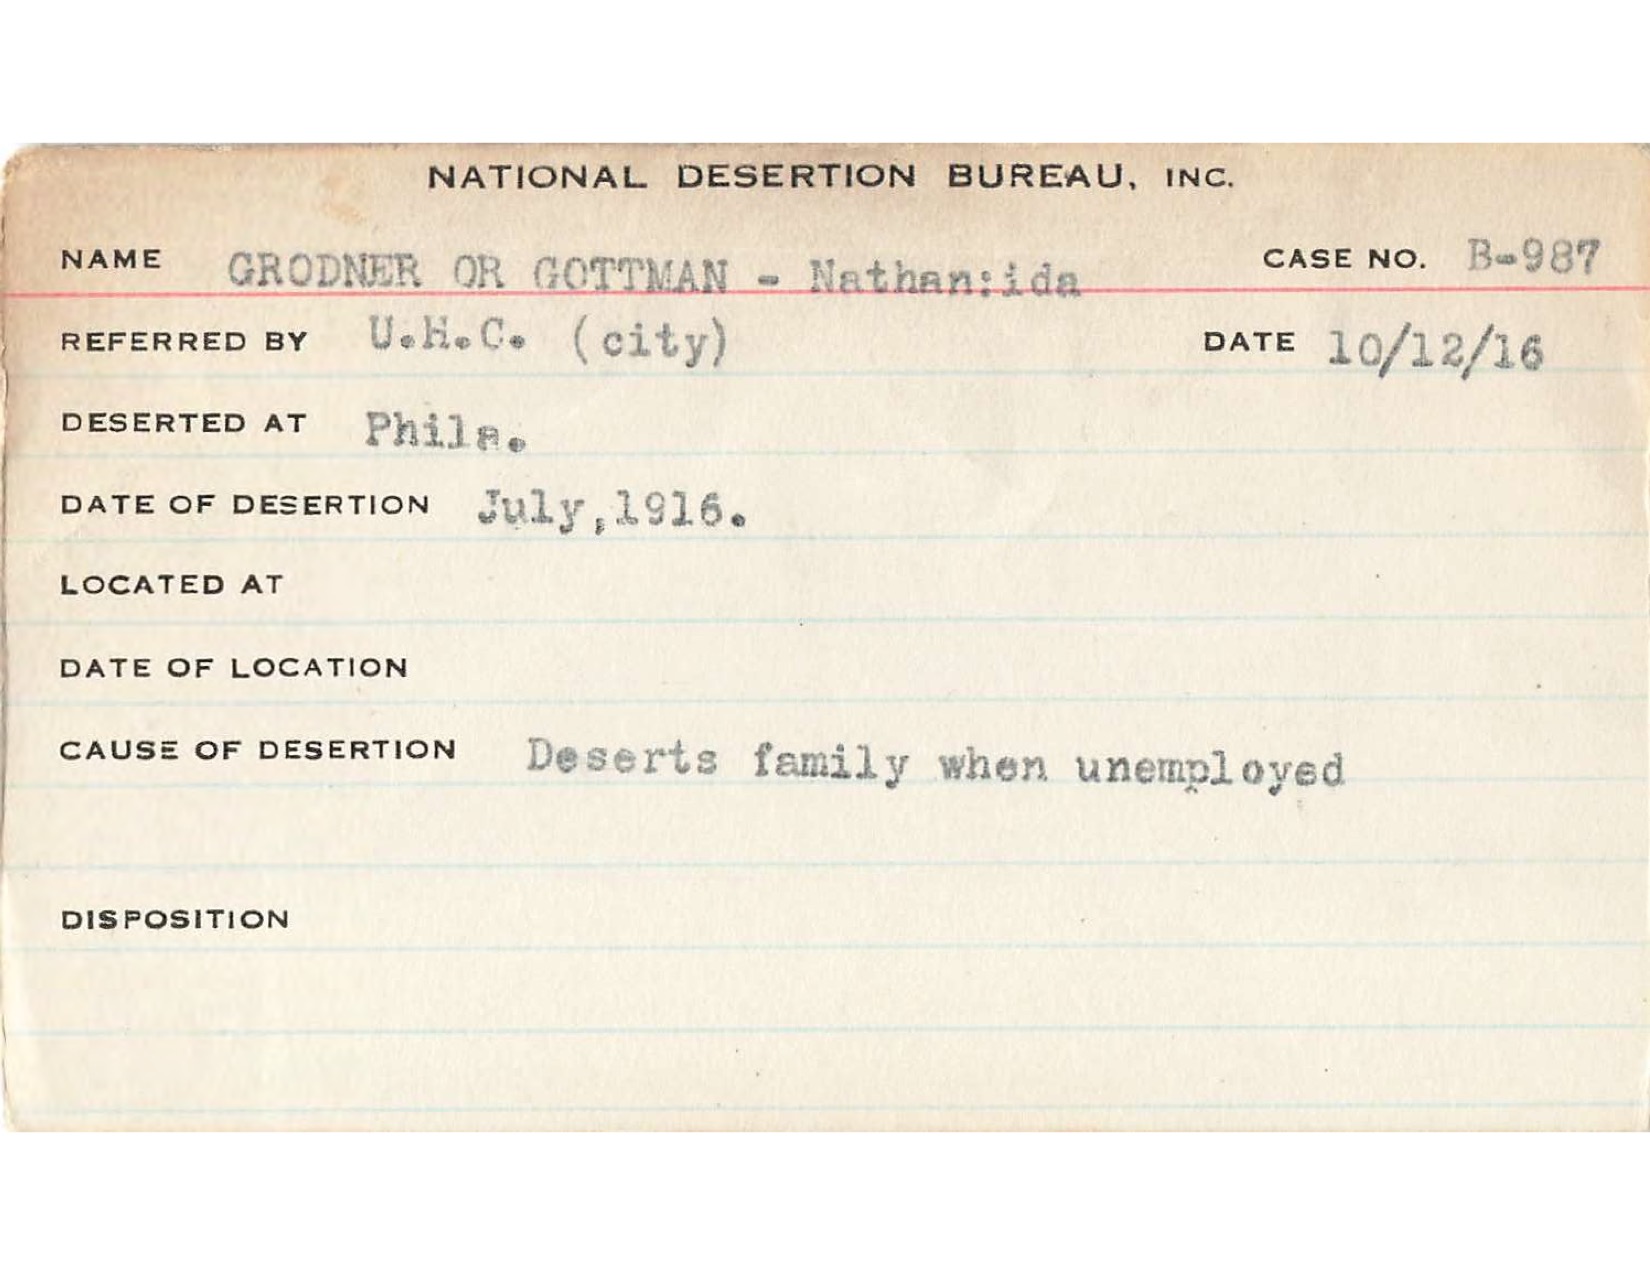 NATIONAL DESERTION BUREAU, INC.
NAME GRODNER OR GOTTMAN - Nathan:ida CASE NO. B-987
REFERRED BY U.H.C. (city) DATE 10/12/16
DESERTED AT Phila.
DATE OF DESERTION July,1916.
LOCATED AT
DATE OF LOCATION
CAUSE OF DESERTION Deserts family when unemployed
DISPOSITION